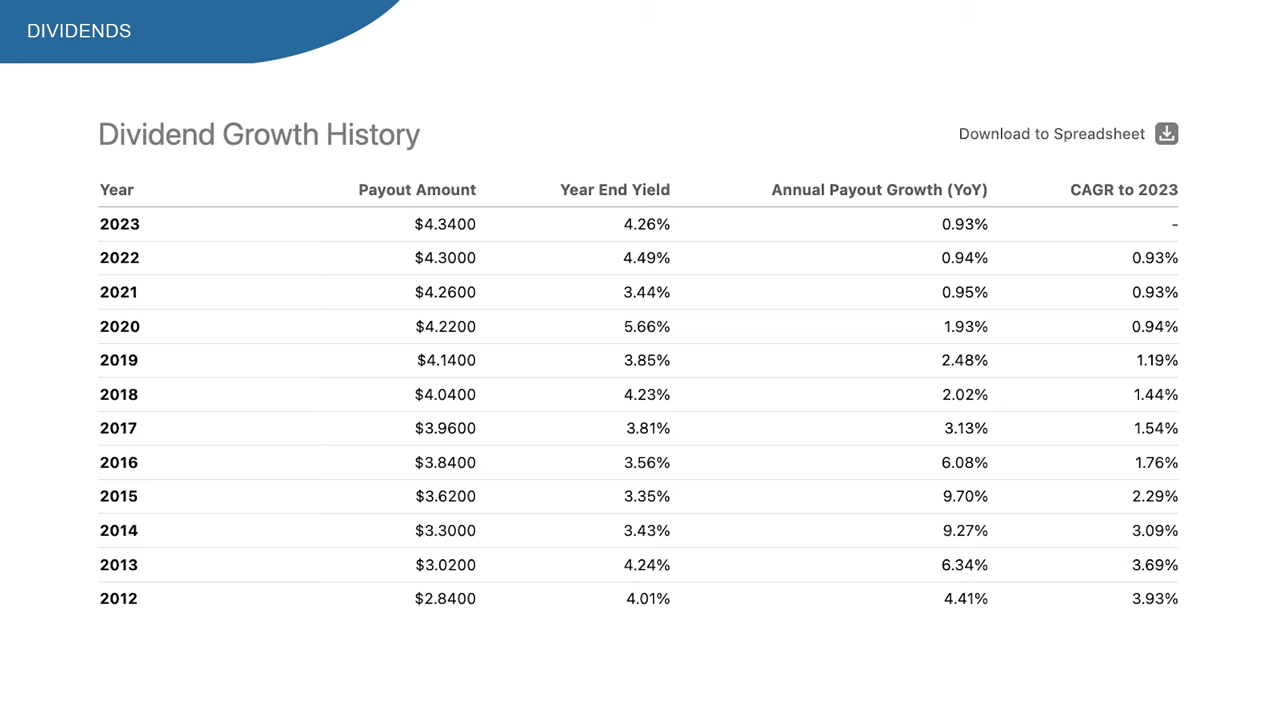 DIVIDENDS
Dividend Growth History
Download to Spreadsheet
Year Payout Amount Year End Yield Annual Payout Growth (YoY) CAGR to 2023
2023 $4.3400 4.26% 0.93% -
2022 $4.3000 4.49% 0.94% 0.93%
2021 $4.2600 3.44% 0.95% 0.93%
2020 $4.2200 5.66% 1.93% 0.94%
2019 $4.1400 3.85% 2.48% 1.19%
2018 $4.0400 4.23% 2.02% 1.44%
2017 $3.9600 3.81% 3.13% 1.54%
2016 $3.8400 3.56% 6.08% 1.76%
2015 $3.6200 3.35% 9.70% 2.29%
2014 $3.3000 3.43% 9.27% 3.09%
2013 $3.0200 4.24% 6.34% 3.69%
2012 $2.8400 4.01% 4.41% 3.93%